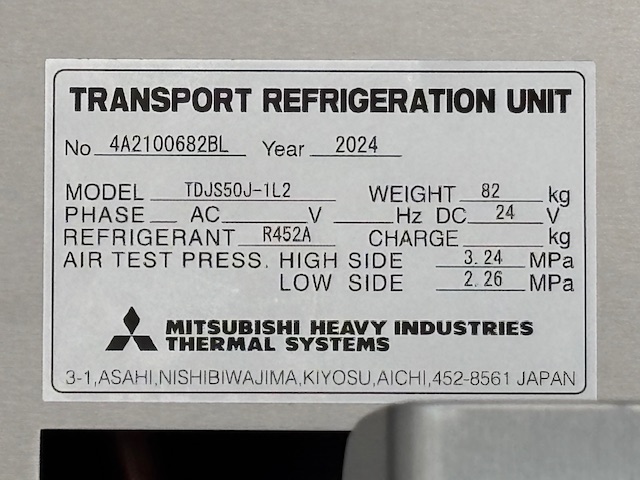 TRANSPORT REFRIGERATION UNIT
No 4A2100682BL Year 2024
MODEL TDJS50J-1L2 WEIGHT 82 kg
PHASE AC V Hz DC 24 V
REFRIGERANT R452A CHARGE kg
AIR TEST PRESS. HIGH SIDE 3.24 MPa
LOW SIDE 2.26 MPa
MITSUBISHI HEAVY INDUSTRIES
THERMAL SYSTEMS
3-1,ASAHI,NISHIBIWAJIMA,KIYOSU,AICHI,452-8561 JAPAN